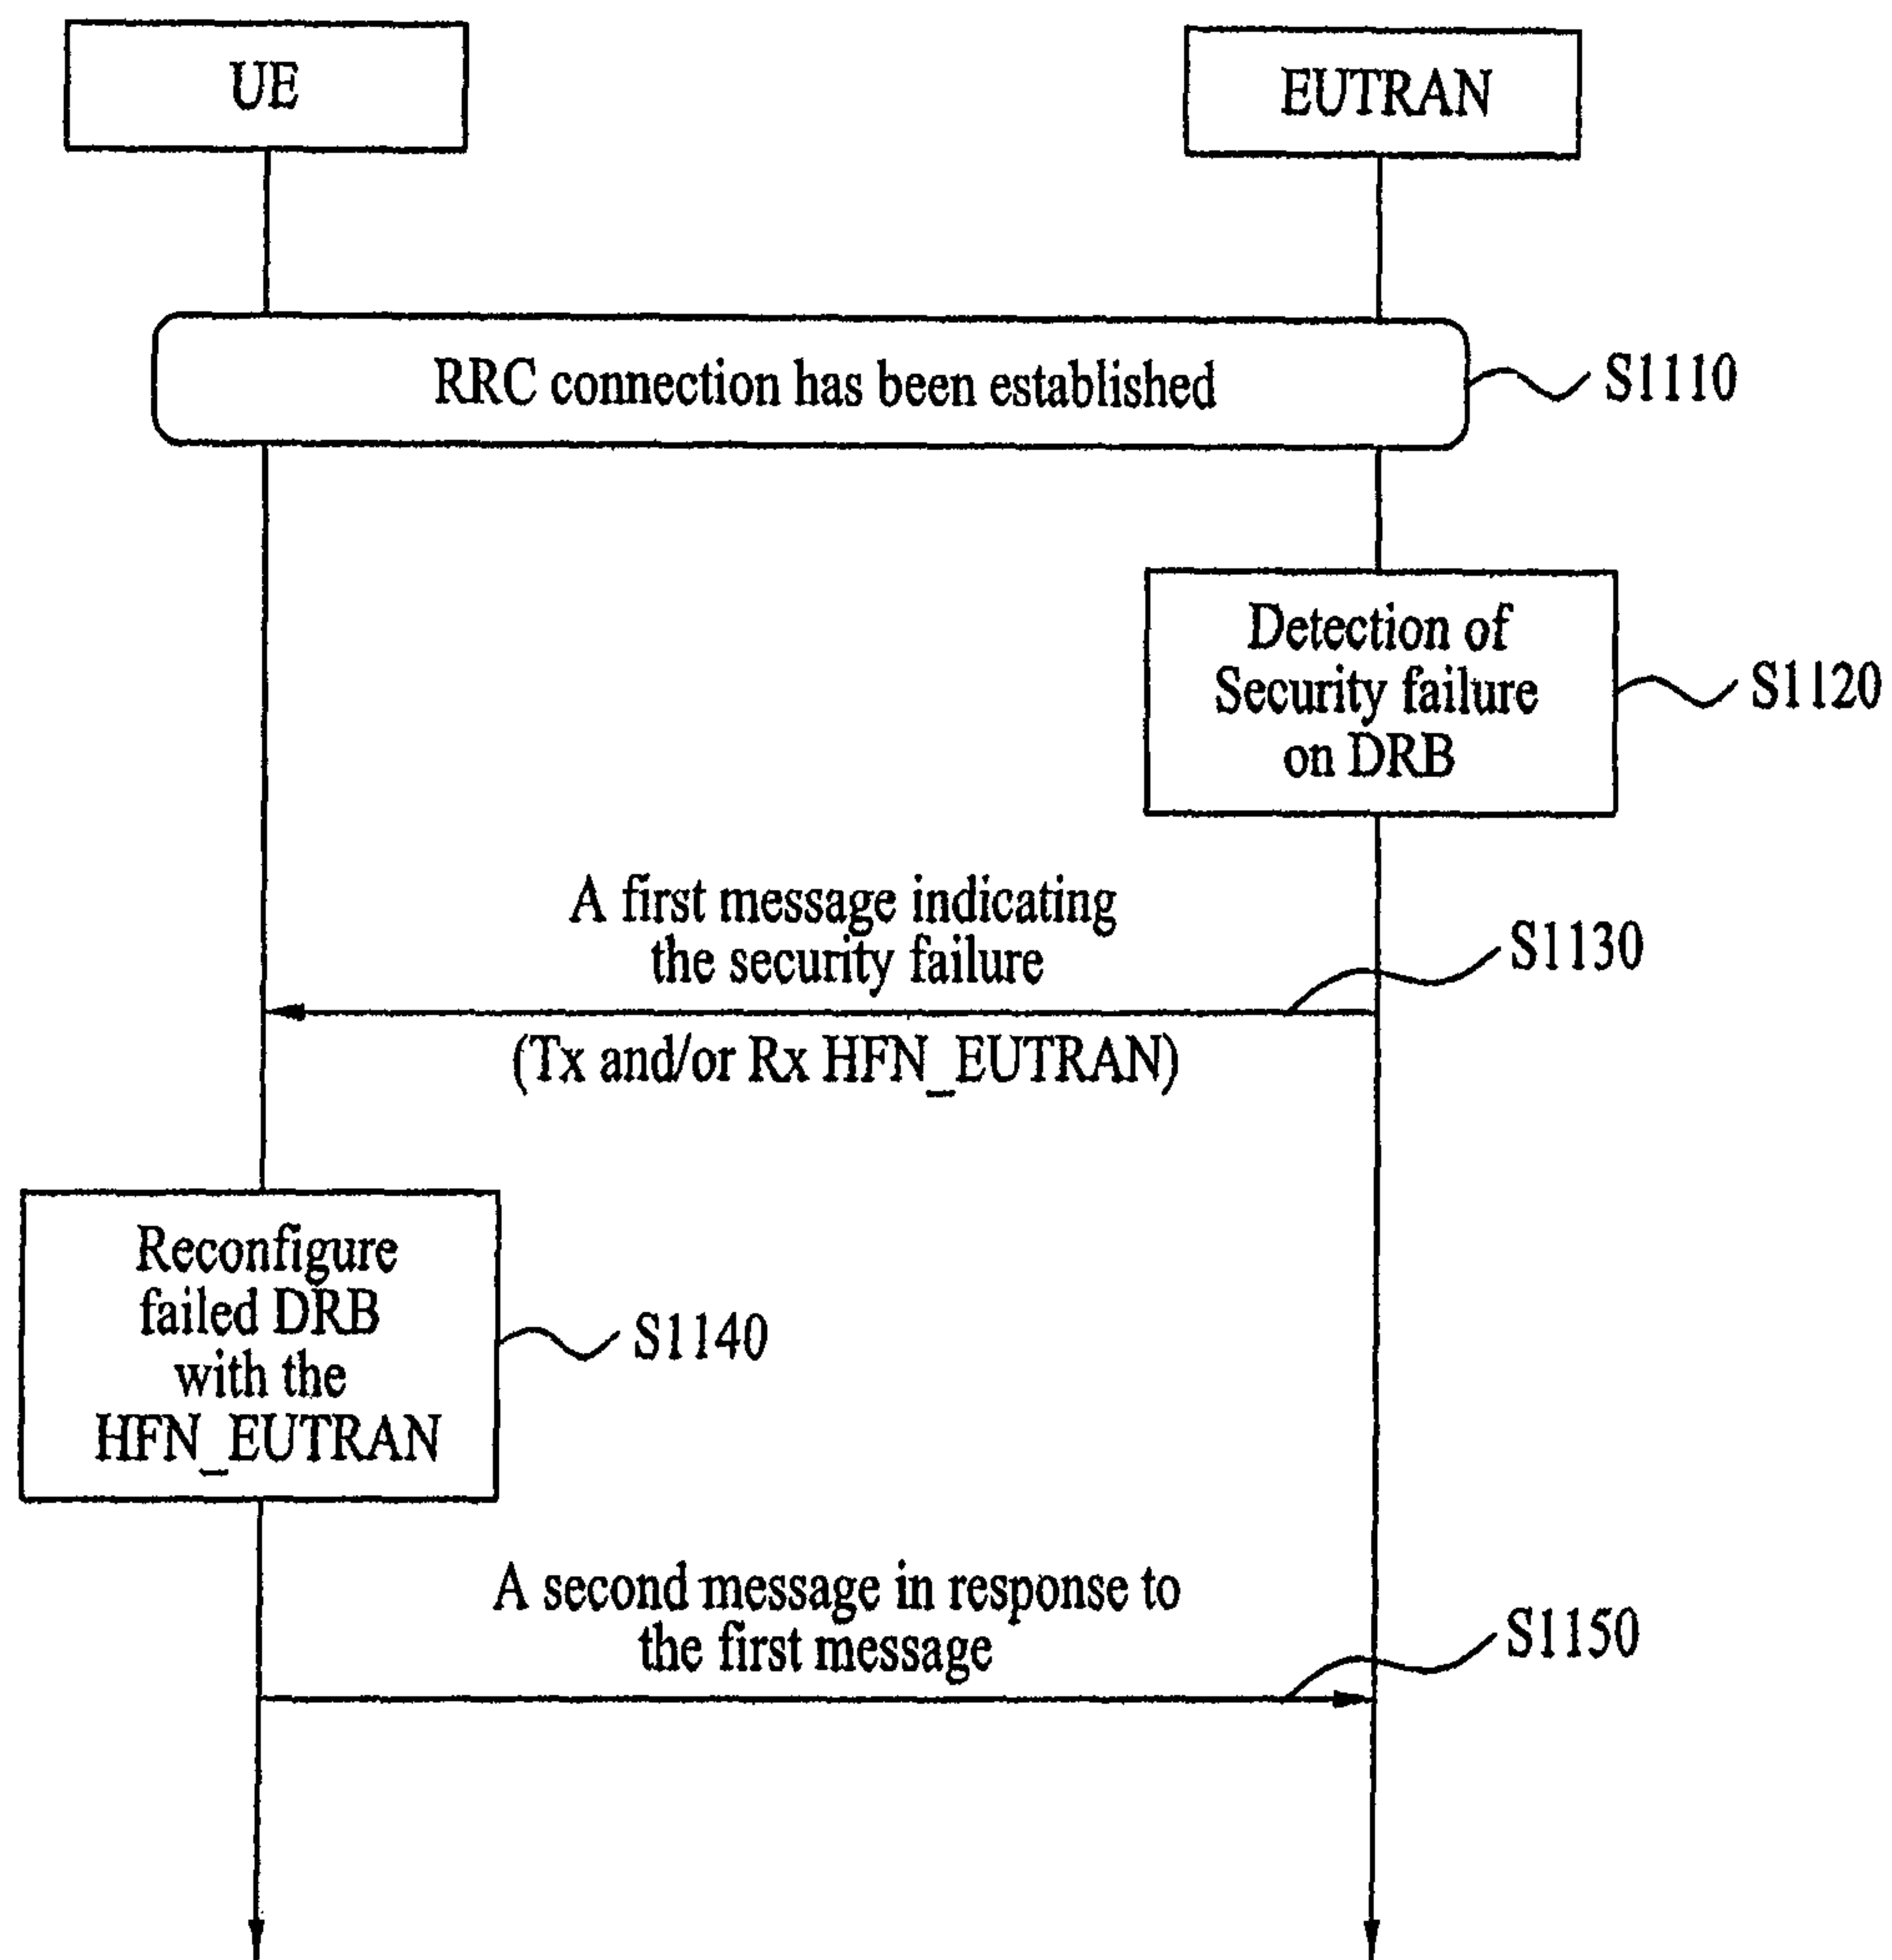 UE
EUTRAN
RRC connection has been established
S1110
Detection of
Security failure
on DRB
S1120
A first message indicating
the security failure
S1130
(Tx and/or Rx HFN_EUTRAN)
Reconfigure
failed DRB
with the
HFN_EUTRAN
S1140
A second message in response to
the first message
S1150